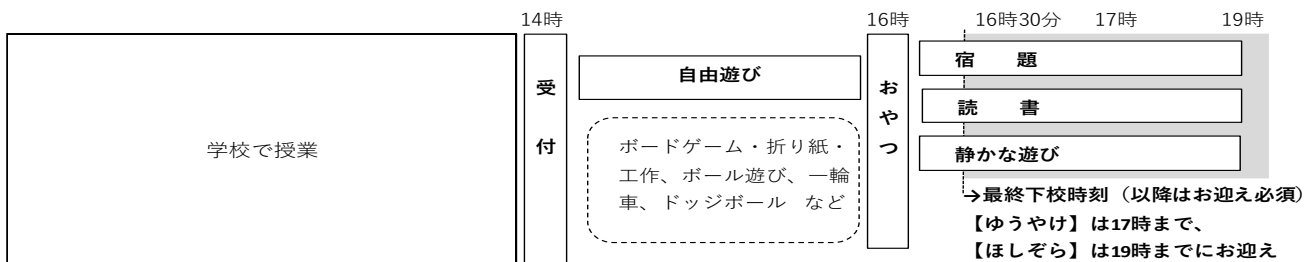 14時
16時
16時30分
17時
19時
学校で授業
受付
自由遊び
ボードゲーム・折り紙・
工作、ボール遊び、一輪
車、ドッジボール など
おやつ
宿 題
読 書
静かな遊び
→最終下校時刻（以降はお迎え必須）
【ゆうやけ】は17時まで、
【ほしぞら】は19時までにお迎え